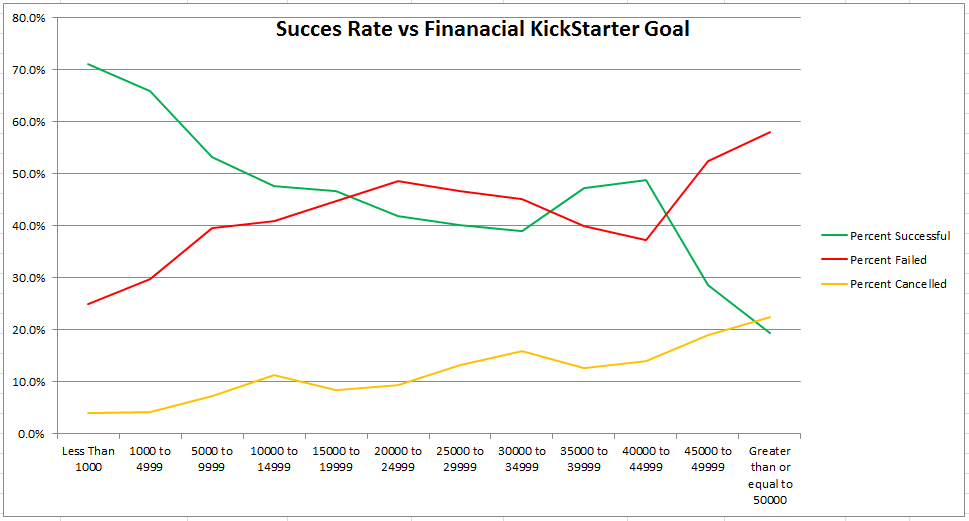 Succes Rate vs Finanacial KickStarter Goal
80.0%
70.0%
60.0%
50.0%
40.0%
30.0%
20.0%
10.0%
0.0%
Less Than
1000
1000 to
4999
5000 to
9999
10000 to
14999
15000 to
19999
20000 to
24999
25000 to
29999
30000 to
34999
35000 to
39999
40000 to
44999
45000 to
49999
Greater
than or
equal to
50000
Percent Successful
Percent Failed
Percent Cancelled